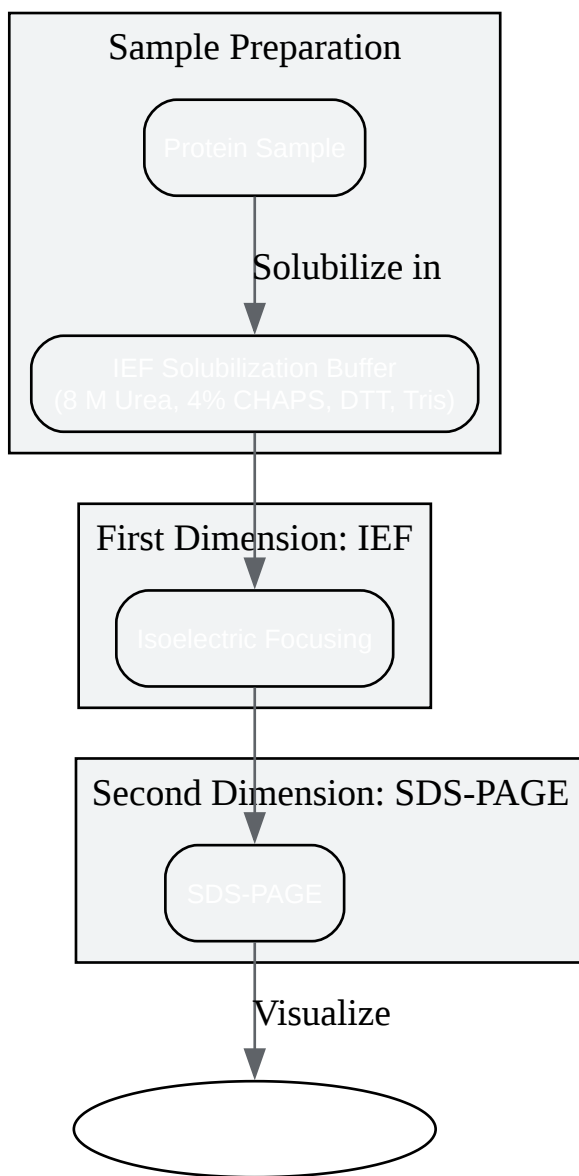 Sample Preparation
Protein Sample
Solubilize in
IEF Solubilization Buffer
(8 M Urea, 4% CHAPS, DTT, Tris)
First Dimension: IEF
Isoelectric Focusing
Second Dimension: SDS-PAGE
SDS-PAGE
Visualize